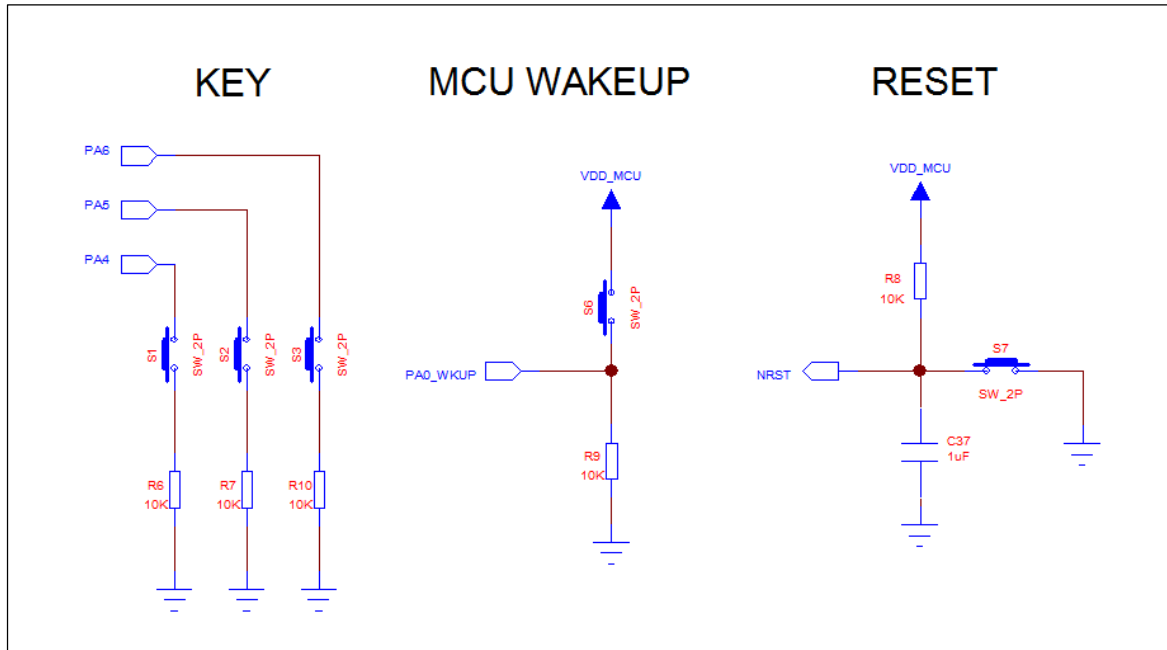 KEY
MCU WAKEUP
RESET
PA6
PA5
PA4
S1
SW_2P
S2
SW_2P
S3
SW_2P
R6
10K
R7
10K
R10
10K
VDD_MCU
S6
SW_2P
PA0_WKUP
R9
10K
VDD_MCU
R8
10K
NRST
S7
SW_2P
C37
1uF